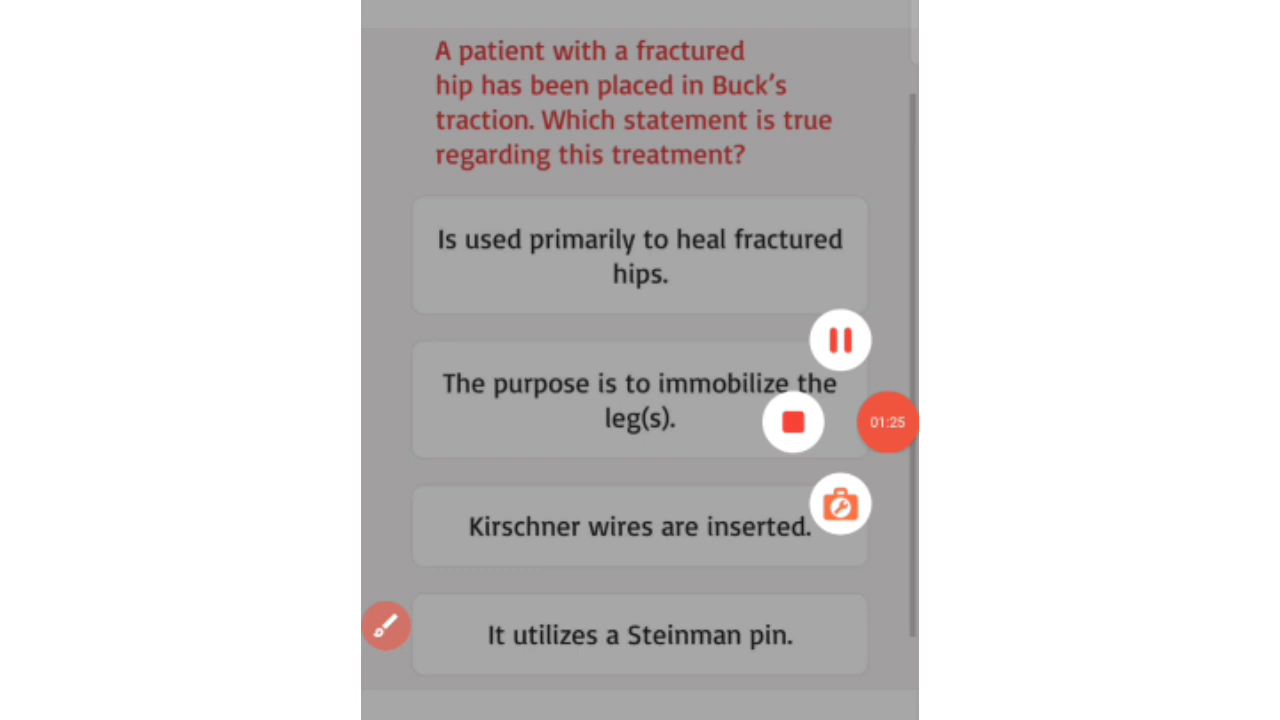 A patient with a fractured
hip has been placed in Buck’s
traction. Which statement is true
regarding this treatment?
Is used primarily to heal fractured
hips.
The purpose is to immobilize the
leg(s).
01:25
Kirschner wires are inserted.
It utilizes a Steinman pin.